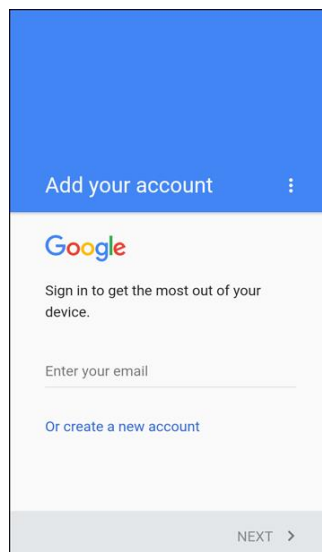 Add your account
Google
Sign in to get the most out of your
device.
Enter your email
Or create a new account
NEXT